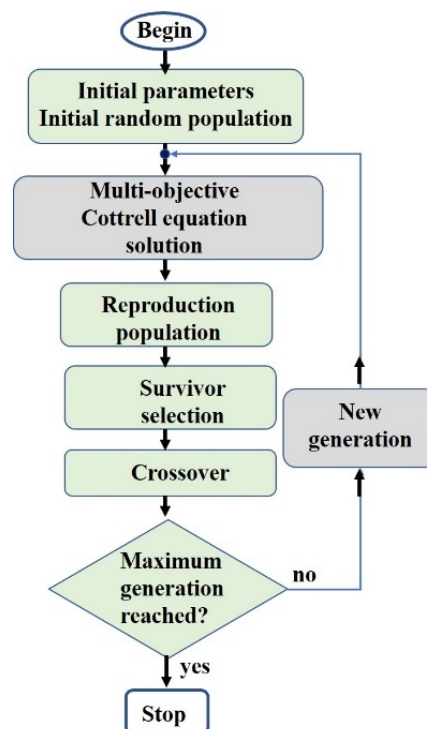 Begin
Initial parameters
Initial random population
Multi-objective
Cottrell equation
solution
Reproduction
population
Survivor
selection
New
generation
Crossover
Maximum
generation
reached?
no
yes
Stop